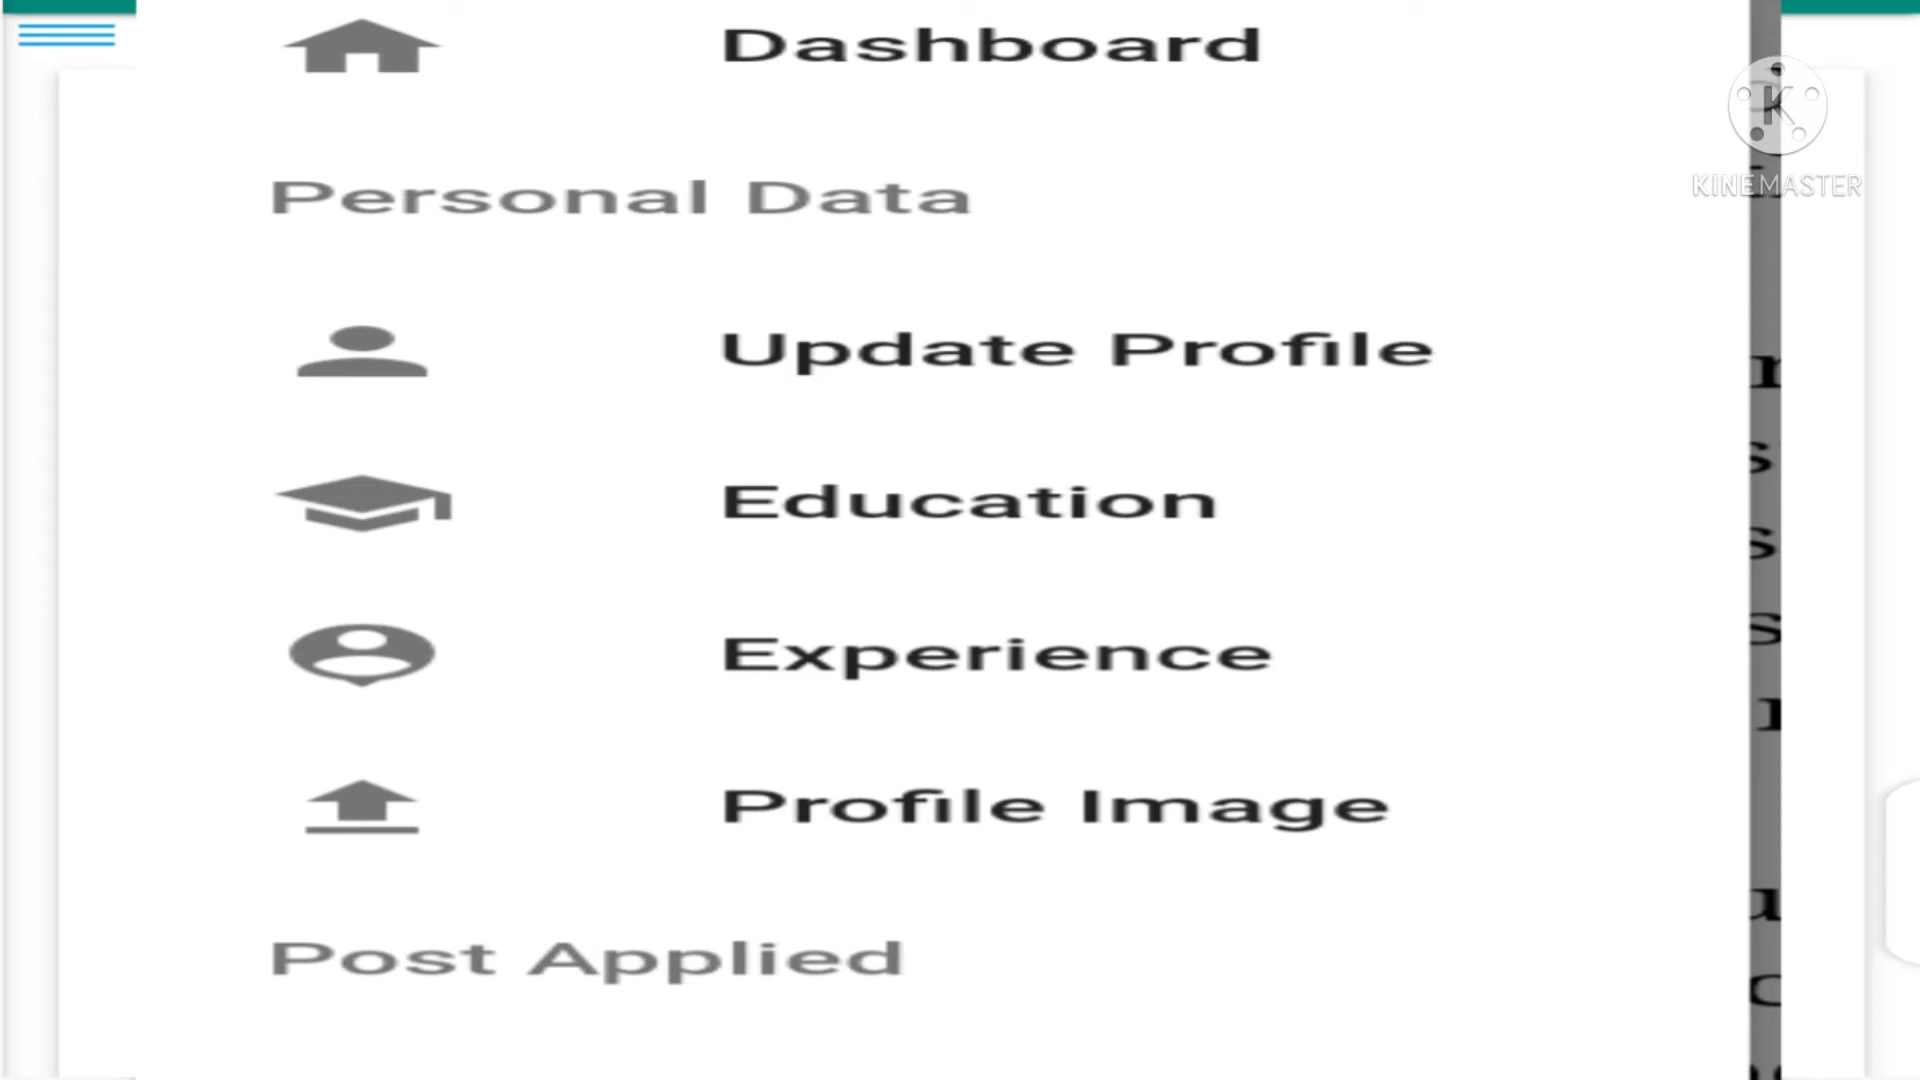 Dashboard
Personal Data
Update Profile
Education
Experience
Profile Image
Post Applied
K
KINEMASTER